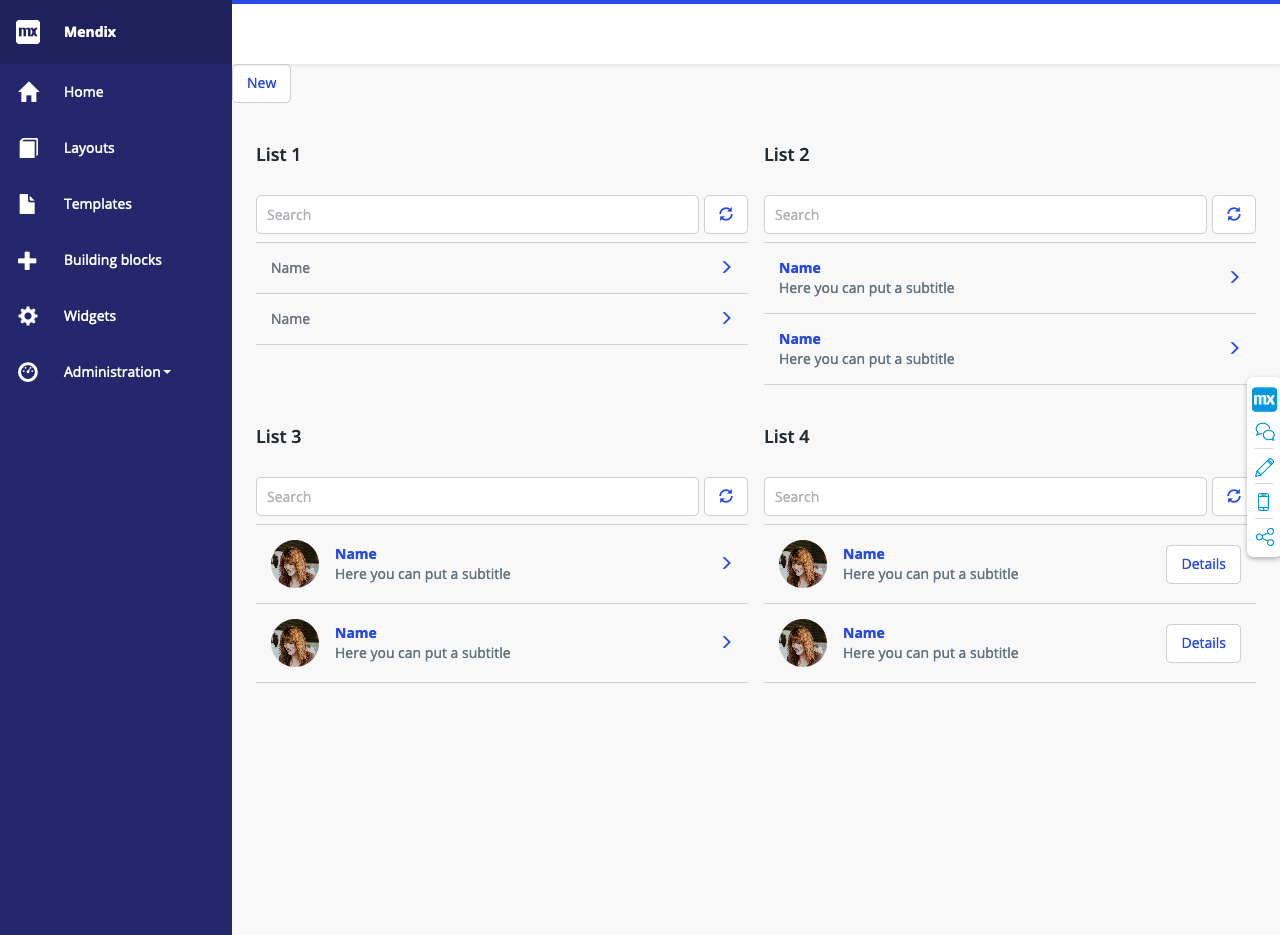 mx Mendix
Home
Layouts
Templates
Building blocks
Widgets
Administration
New
List 1
Search
Name
Name
List 2
Search
Name
Here you can put a subtitle
Name
Here you can put a subtitle
List 3
Search
Name
Here you can put a subtitle
Name
Here you can put a subtitle
List 4
Search
Name
Here you can put a subtitle
Details
Name
Here you can put a subtitle
Details
mx